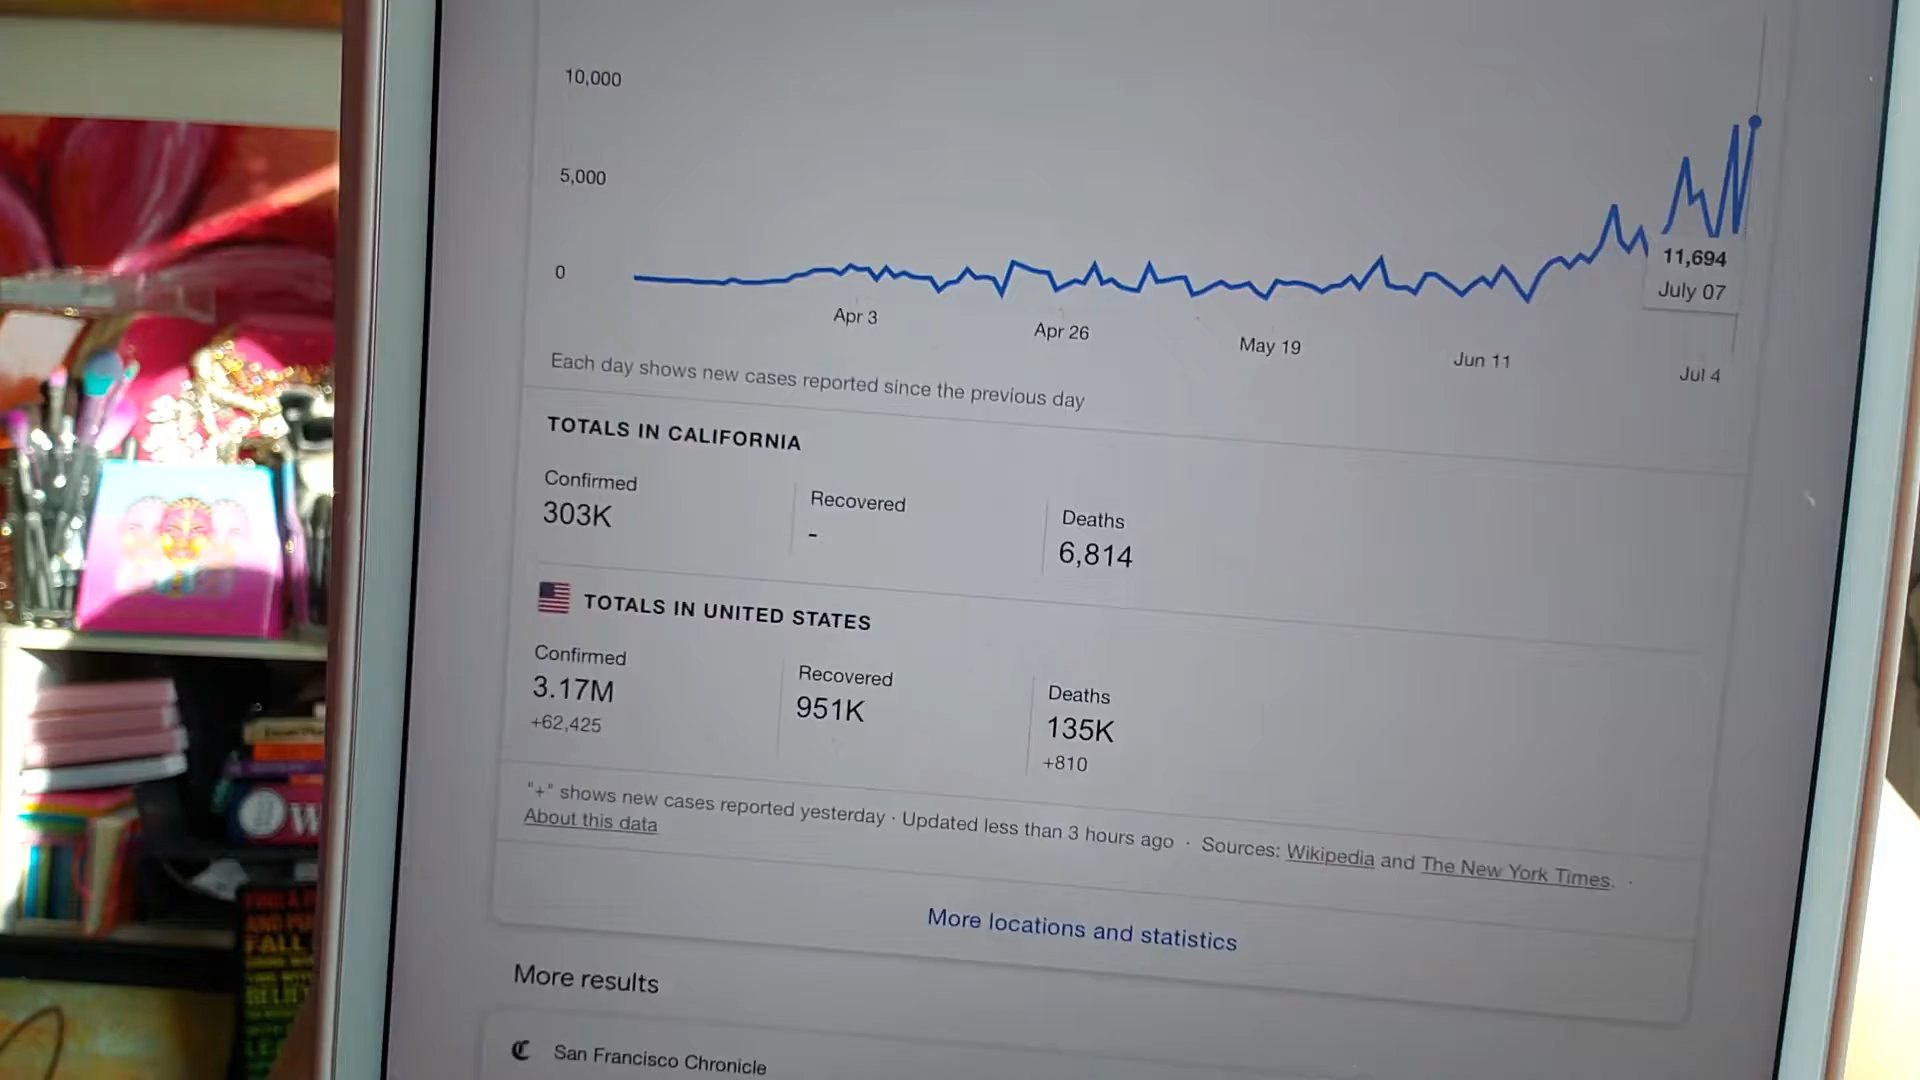 10,000
5,000
0
11,694
July 07
Apr 3
Apr 26
May 19
Jun 11
Jul 4
Each day shows new cases reported since the previous day
TOTALS IN CALIFORNIA
Confirmed
Recovered
Deaths
303K
-
6,814
TOTALS IN UNITED STATES
Confirmed
Recovered
Deaths
3.17M
951K
135K
+62,425
+810
"+" shows new cases reported yesterday · Updated less than 3 hours ago · Sources: Wikipedia and The New York Times. ·
About this data
More locations and statistics
More results
San Francisco Chronicle
W
FALL